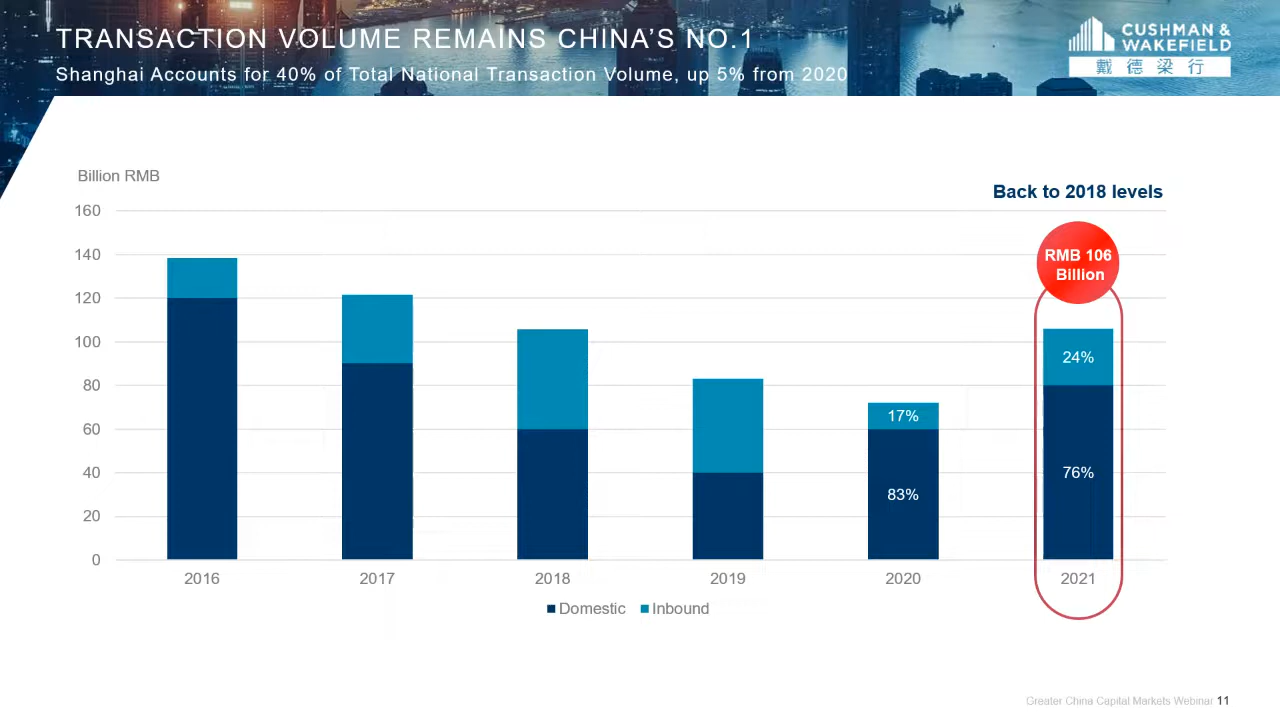 TRANSACTION VOLUME REMAINS CHINA'S NO.1
Shanghai Accounts for 40% of Total National Transaction Volume, up 5% from 2020
CUSHMAN &
WAKEFIELD
戴德梁行
Billion RMB
Back to 2018 levels
160
140
120
100
80
60
40
20
0
RMB 106
Billion
24%
76%
17%
83%
2016
2017
2018
2019
2020
2021
Domestic
Inbound
Greater China Capital Markets Webinar 11